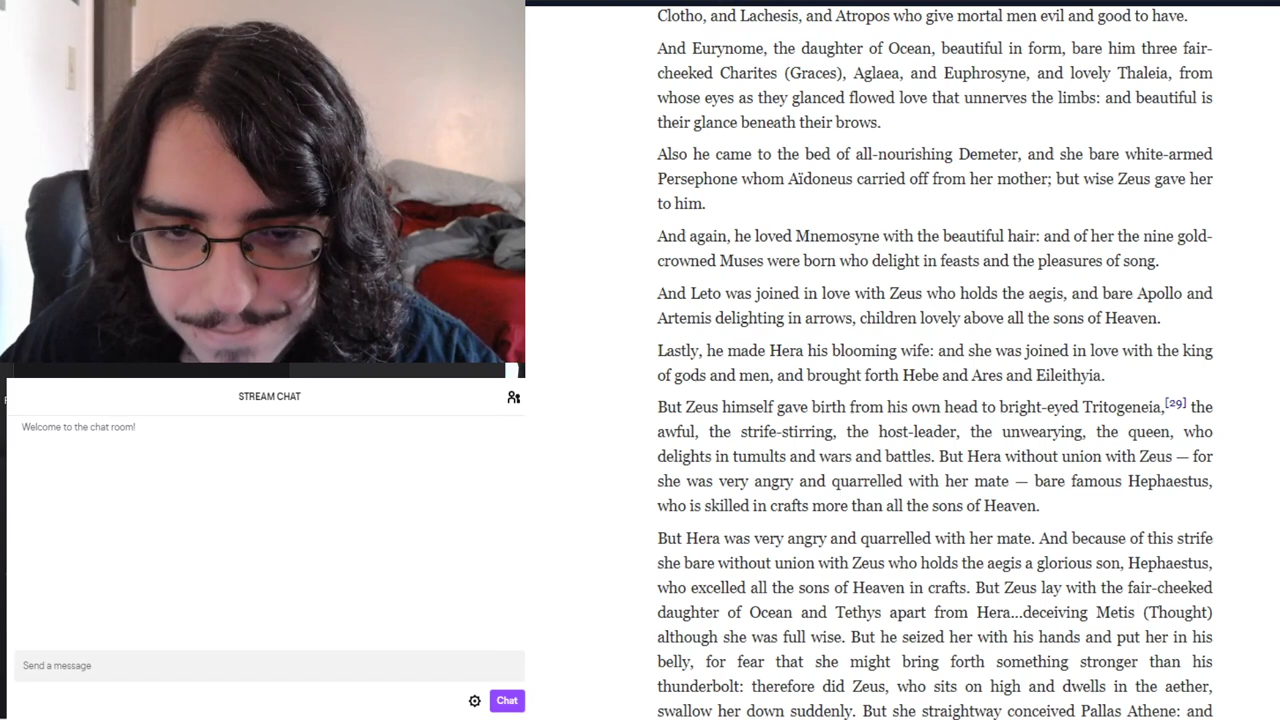 STREAM CHAT
Welcome to the chat room!
Send a message
Chat
Clotho, and Lachesis, and Atropos who give mortal men evil and good to have.
And Eurynome, the daughter of Ocean, beautiful in form, bare him three fair-
cheeked Charites (Graces), Aglaea, and Euphrosyne, and lovely Thaleia, from
whose eyes as they glanced flowed love that unnerves the limbs: and beautiful is
their glance beneath their brows.
Also he came to the bed of all-nourishing Demeter, and she bare white-armed
Persephone whom Aïdoneus carried off from her mother; but wise Zeus gave her
to him.
And again, he loved Mnemosyne with the beautiful hair: and of her the nine gold-
crowned Muses were born who delight in feasts and the pleasures of song.
And Leto was joined in love with Zeus who holds the aegis, and bare Apollo and
Artemis delighting in arrows, children lovely above all the sons of Heaven.
Lastly, he made Hera his blooming wife: and she was joined in love with the king
of gods and men, and brought forth Hebe and Ares and Eileithyia.
But Zeus himself gave birth from his own head to bright-eyed Tritogeneia,[29] the
awful, the strife-stirring, the host-leader, the unwearying, the queen, who
delights in tumults and wars and battles. But Hera without union with Zeus — for
she was very angry and quarrelled with her mate — bare famous Hephaestus,
who is skilled in crafts more than all the sons of Heaven.
But Hera was very angry and quarrelled with her mate. And because of this strife
she bare without union with Zeus who holds the aegis a glorious son, Hephaestus,
who excelled all the sons of Heaven in crafts. But Zeus lay with the fair-cheeked
daughter of Ocean and Tethys apart from Hera...deceiving Metis (Thought)
although she was full wise. But he seized her with his hands and put her in his
belly, for fear that she might bring forth something stronger than his
thunderbolt: therefore did Zeus, who sits on high and dwells in the aether,
swallow her down suddenly. But she straightway conceived Pallas Athene: and